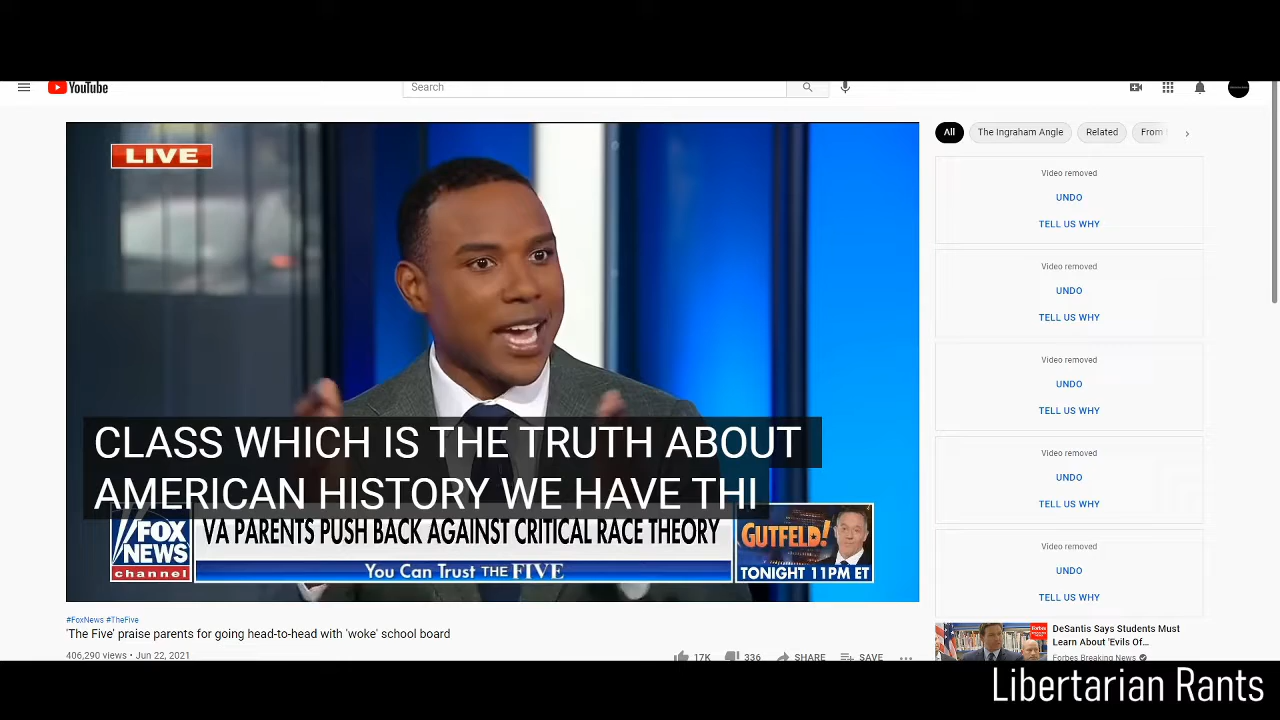 YouTube
Search
LIVE
All
The Ingraham Angle
Related
From
Video removed
UNDO
TELL US WHY
Video removed
UNDO
TELL US WHY
Video removed
UNDO
TELL US WHY
Video removed
UNDO
TELL US WHY
Video removed
UNDO
TELL US WHY
CLASS WHICH IS THE TRUTH ABOUT
AMERICAN HISTORY WE HAVE THI
FOX
NEWS
channel
VA PARENTS PUSH BACK AGAINST CRITICAL RACE THEORY
You Can Trust THE FIVE
GUTFELD!
TONIGHT 11PM ET
#FoxNews #TheFive
'The Five' praise parents for going head-to-head with 'woke' school board
406,290 views • Jun 22, 2021
17K
336
SHARE
SAVE
DeSantis Says Students Must
Learn About 'Evils Of...
Forbes Breaking News
Libertarian Rants